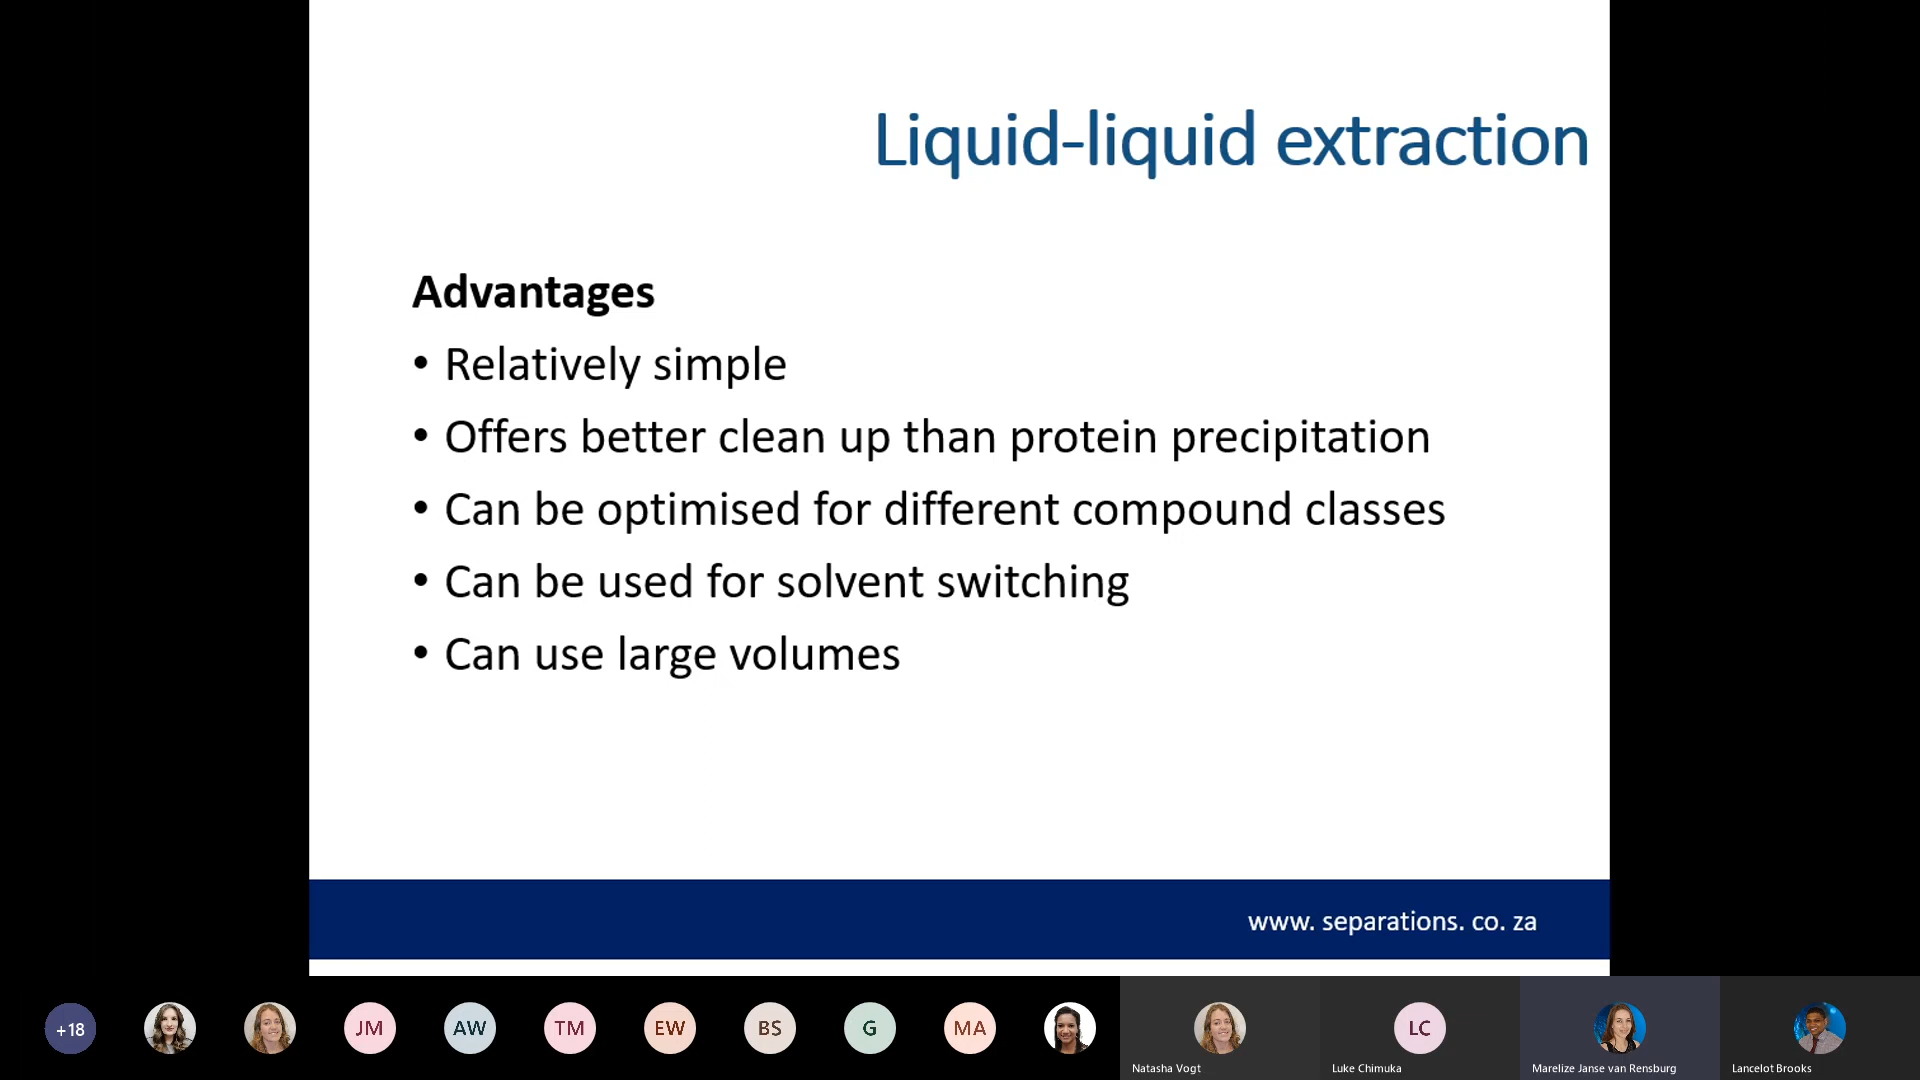 Liquid-liquid extraction
Advantages
• Relatively simple
• Offers better clean up than protein precipitation
• Can be optimised for different compound classes
• Can be used for solvent switching
• Can use large volumes
www. separations. co. za
+18
JM
AW
TM
EW
BS
G
MA
LC
Natasha Vogt
Luke Chimuka
Marelize Janse van Rensburg
Lancelot Brooks